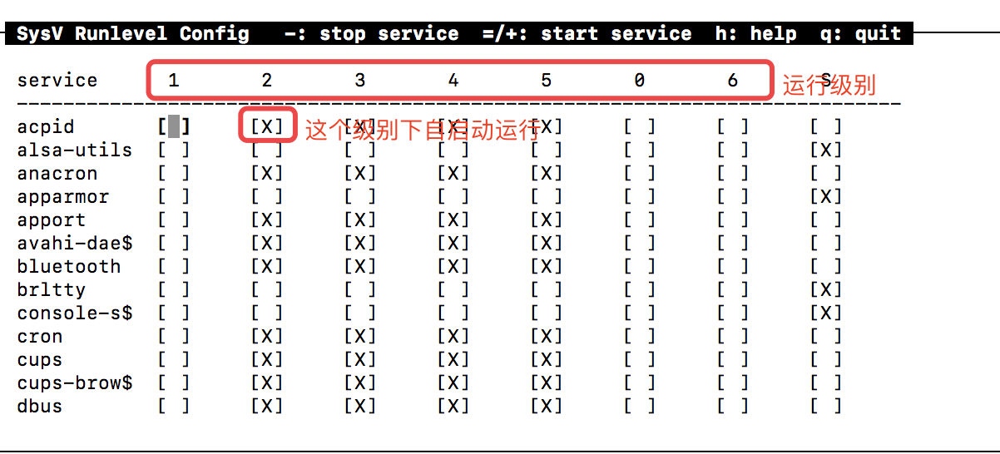 SysV Runlevel Config   -: stop service  =/+: start service  h: help  q: quit
service      1       2       3       4       5       0       6       S 运行级别
----------------------------------------------------------------------------
acpid       [ ]     [X]     [X]     [X]     [X]     [ ]     [ ]     [ ] 这个级别下自启动运行
alsa-utils  [ ]     [ ]     [ ]     [ ]     [ ]     [ ]     [ ]     [X]
anacron     [ ]     [X]     [X]     [X]     [X]     [ ]     [ ]     [ ]
apparmor    [ ]     [ ]     [ ]     [ ]     [ ]     [ ]     [ ]     [X]
apport      [ ]     [X]     [X]     [X]     [X]     [ ]     [ ]     [ ]
avahi-dae$  [ ]     [X]     [X]     [X]     [X]     [ ]     [ ]     [ ]
bluetooth   [ ]     [X]     [X]     [X]     [X]     [ ]     [ ]     [ ]
brltty      [ ]     [ ]     [ ]     [ ]     [ ]     [ ]     [ ]     [X]
console-s$  [ ]     [ ]     [ ]     [ ]     [ ]     [ ]     [ ]     [X]
cron        [ ]     [X]     [X]     [X]     [X]     [ ]     [ ]     [ ]
cups        [ ]     [X]     [X]     [X]     [X]     [ ]     [ ]     [ ]
cups-brow$  [ ]     [X]     [X]     [X]     [X]     [ ]     [ ]     [ ]
dbus        [ ]     [X]     [X]     [X]     [X]     [ ]     [ ]     [ ]